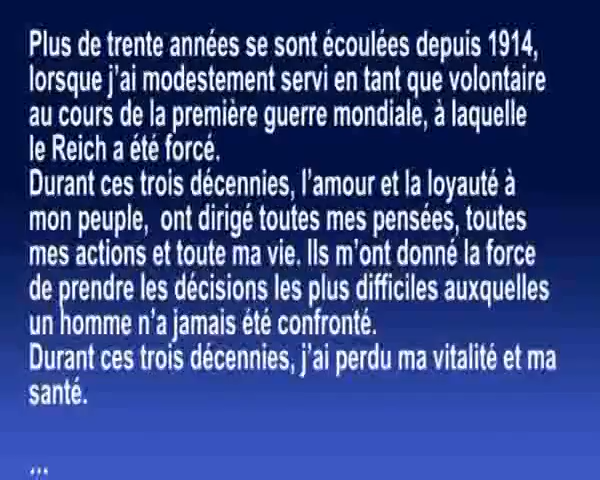 Plus de trente années se sont écoulées depuis 1914,
lorsque j'ai modestement servi en tant que volontaire
au cours de la première guerre mondiale, à laquelle
le Reich a été forcé.
Durant ces trois décennies, l'amour et la loyauté à
mon peuple, ont dirigé toutes mes pensées, toutes
mes actions et toute ma vie. Ils m'ont donné la force
de prendre les décisions les plus difficiles auxquelles
un homme n'a jamais été confronté.
Durant ces trois décennies, j'ai perdu ma vitalité et ma
santé.
...